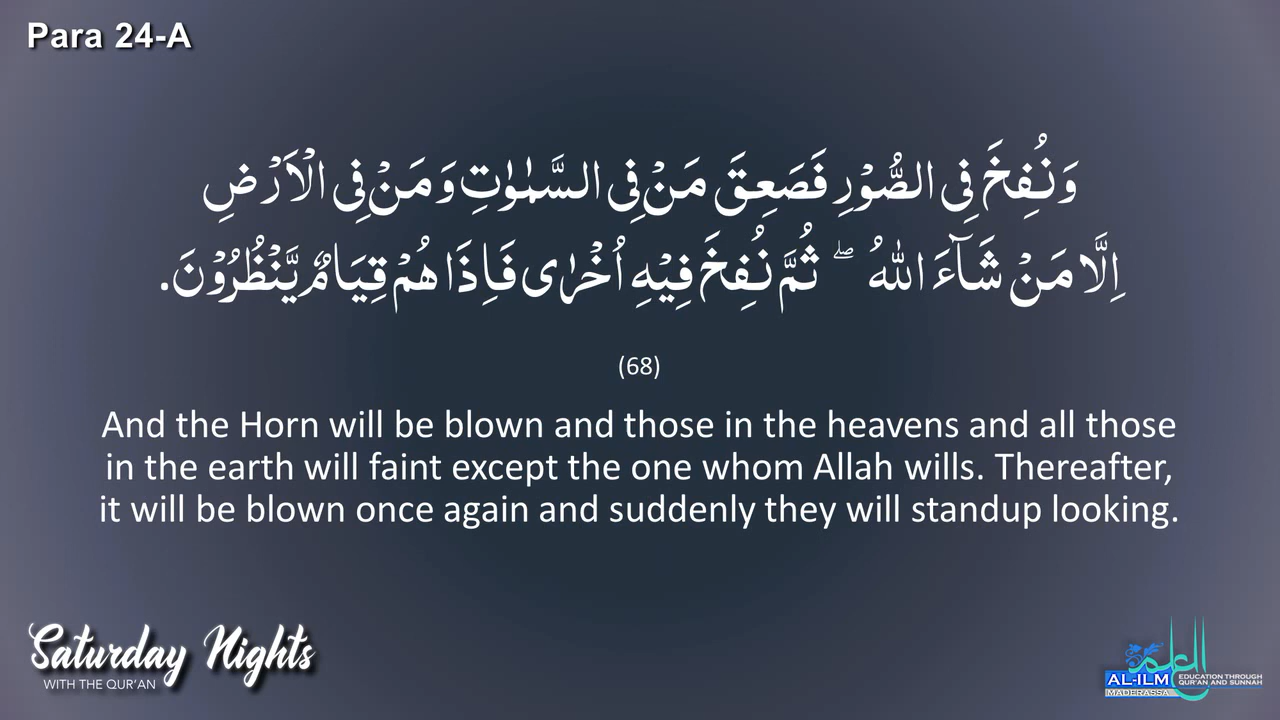 Para 24-A
وَنُفِخَ فِى الصُّوْرِ فَصَعِقَ مَنْ فِى السَّمٰوٰتِ وَمَنْ فِى الْاَرْضِ
اِلَّا مَنْ شَآءَ اللّٰهُ ۖ ثُمَّ نُفِخَ فِيْهِ اُخْرٰى فَاِذَا هُمْ قِيَامٌ يَّنْظُرُوْنَ.
(68)
And the Horn will be blown and those in the heavens and all those
in the earth will faint except the one whom Allah wills. Thereafter,
it will be blown once again and suddenly they will standup looking.
Saturday Nights
WITH THE QUR'AN
العلم
AL-ILM
MADERASSA
EDUCATION THROUGH
QUR'AN AND SUNNAH